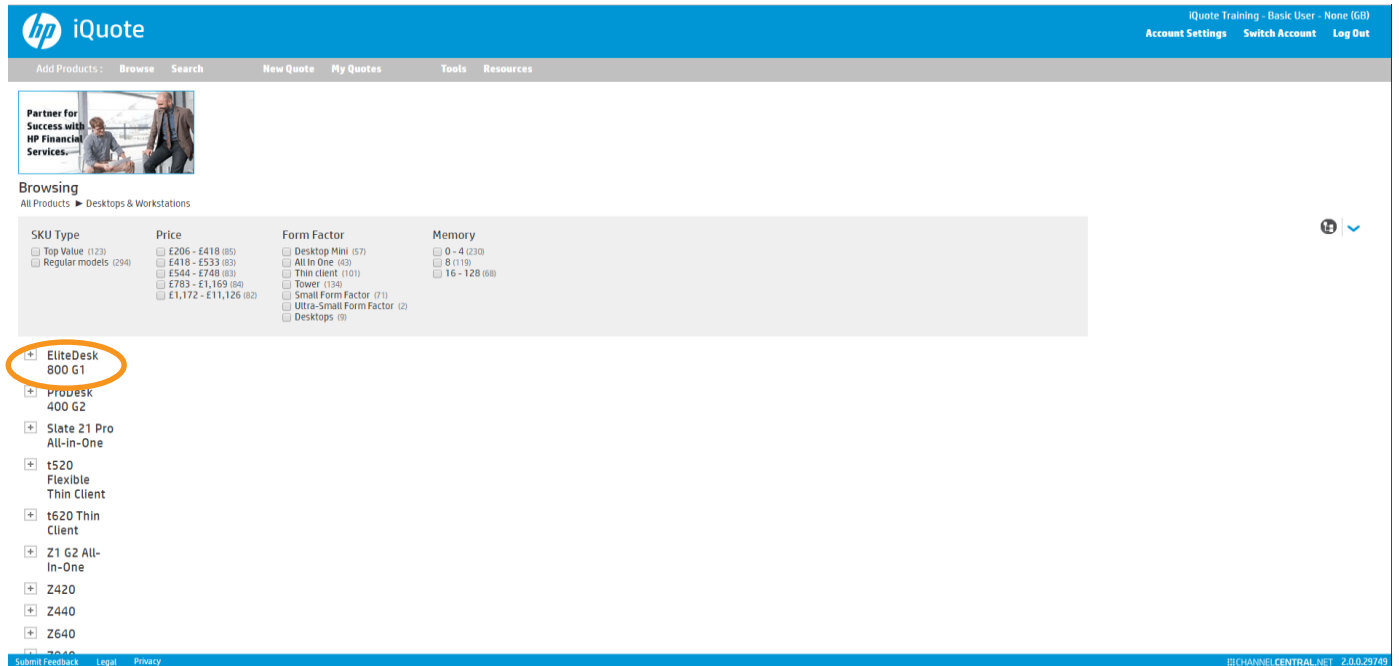 hp iQuote
iQuote Training - Basic User - None (GB)
Account Settings Switch Account Log Out
Add Products : Browse Search New Quote My Quotes Tools Resources
Partner for
Success with
HP Financial
Services.
Browsing
All Products ► Desktops & Workstations
SKU Type
Top Value (123)
Regular models (294)
Price
£206 - £418 (85)
£418 - £533 (83)
£544 - £748 (83)
£783 - £1,169 (84)
£1,172 - £11,126 (82)
Form Factor
Desktop Mini (57)
All In One (43)
Thin client (101)
Tower (134)
Small Form Factor (71)
Ultra-Small Form Factor (2)
Desktops (9)
Memory
0 - 4 (230)
8 (119)
16 - 128 (68)
EliteDesk
800 G1
ProDesk
400 G2
Slate 21 Pro
All-in-One
t520
Flexible
Thin Client
t620 Thin
Client
Z1 G2 All-
In-One
Z420
Z440
Z640
Submit Feedback Legal Privacy
CHANNELCENTRAL.NET 2.0.0.29749